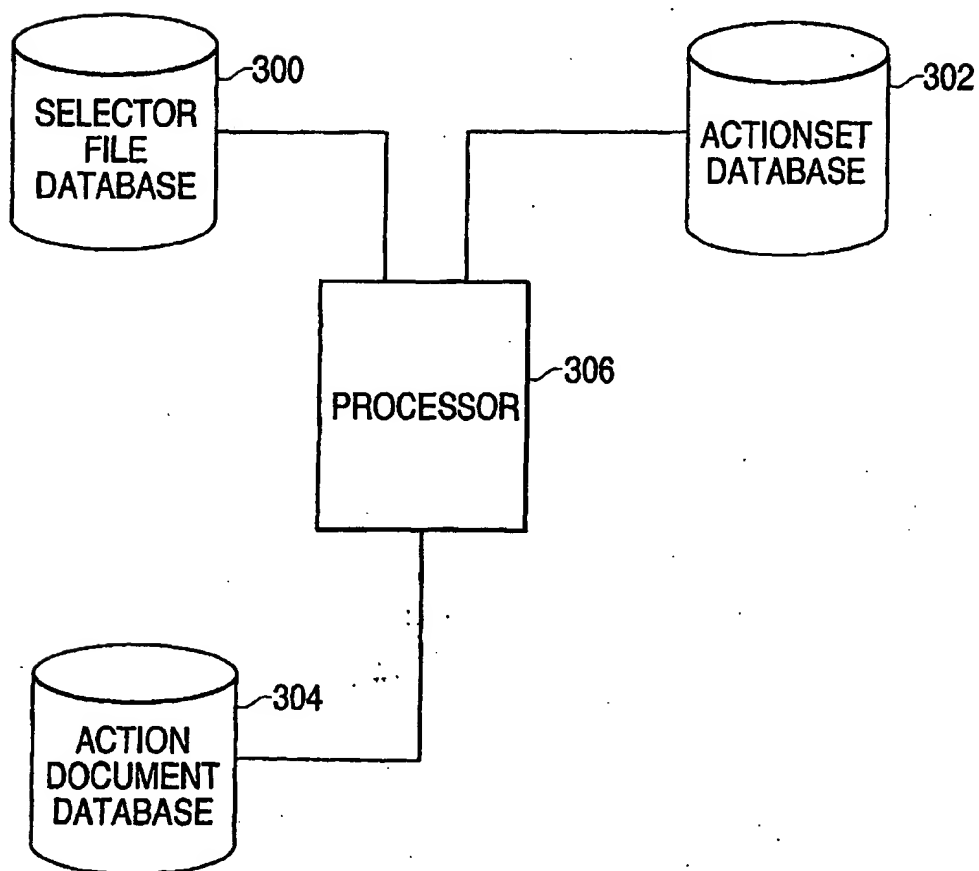 300
SELECTOR
FILE
DATABASE
302
ACTIONSET
DATABASE
306
PROCESSOR
304
ACTION
DOCUMENT
DATABASE